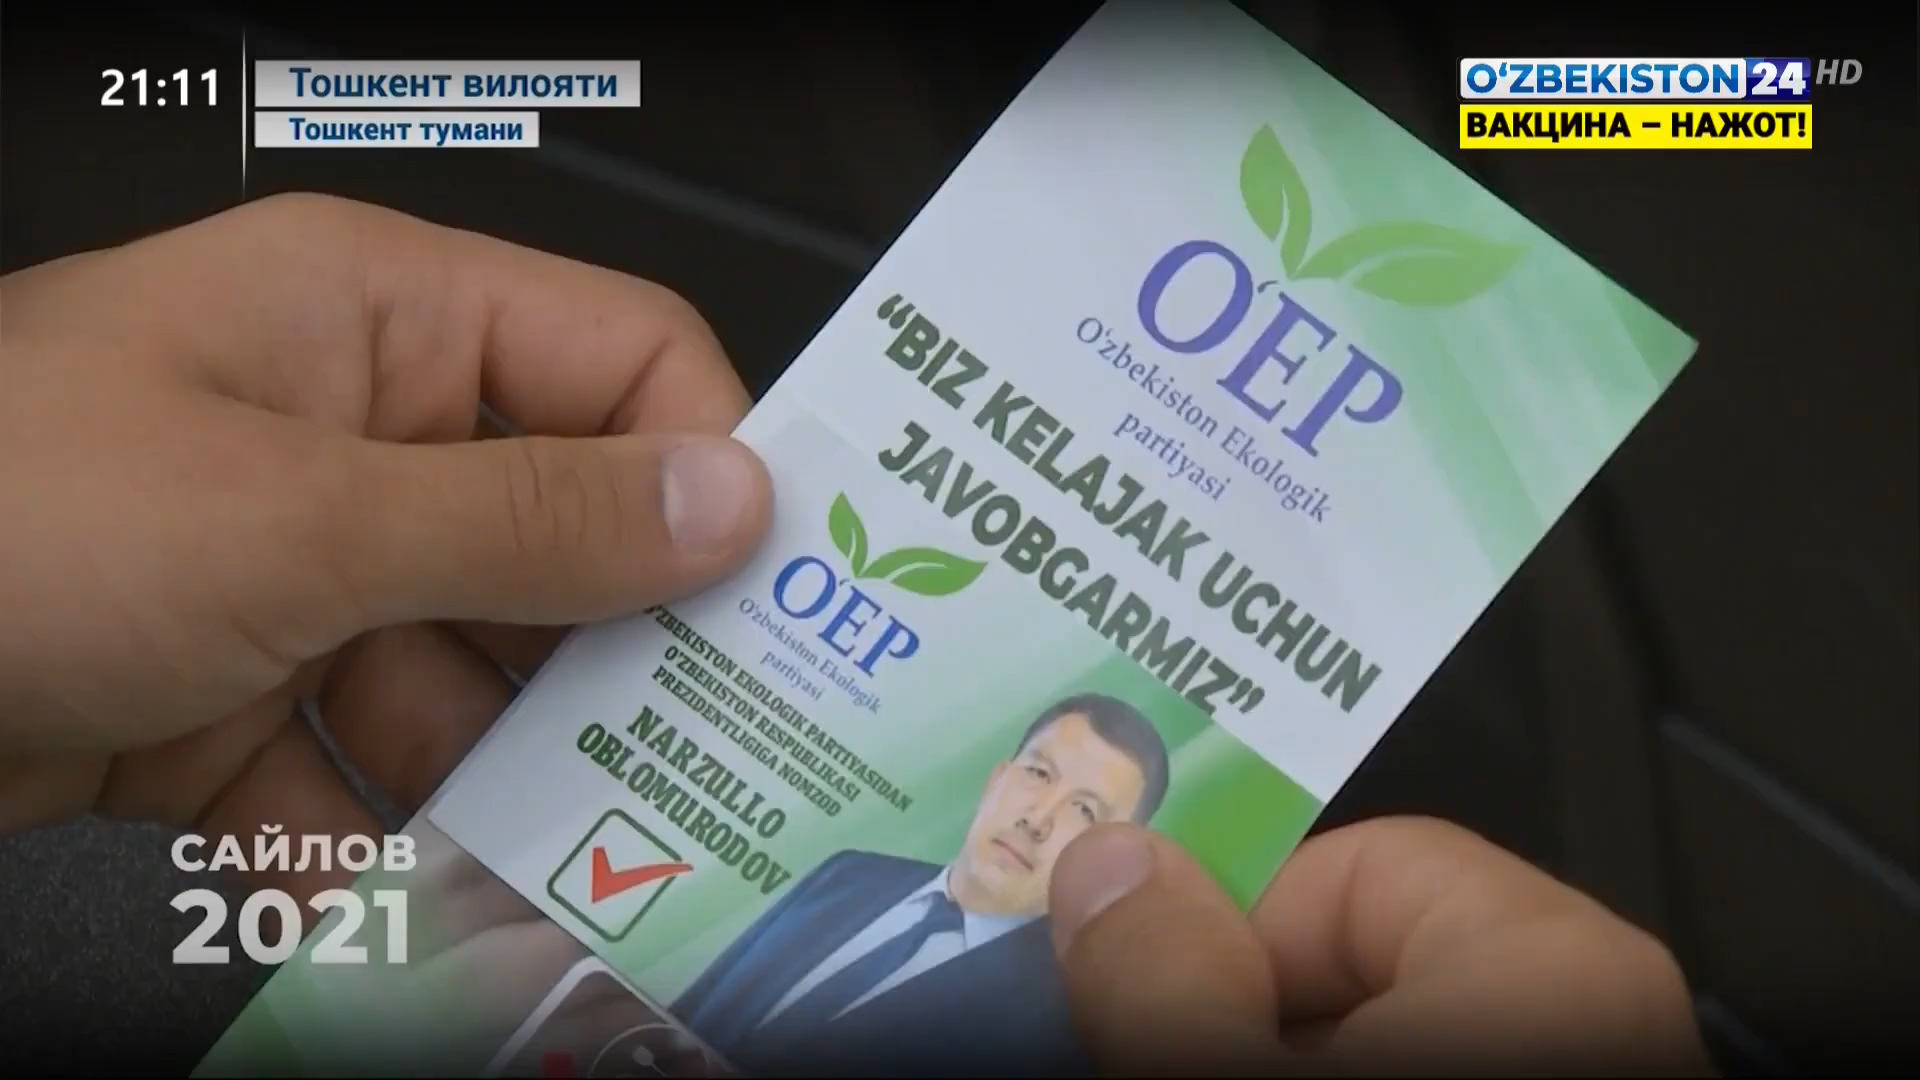 21:11
Тошкент вилояти
Тошкент тумани
O‘ZBEKISTON 24 HD
ВАКЦИНА – НАЖОТ!
O‘EP
O‘zbekiston Ekologik
partiyasi
“BIZ KELAJAK UCHUN
JAVOBGARMIZ”
O‘EP
O‘zbekiston Ekologik
partiyasi
EKOLOGIK PARTIYASIDAN
O‘ZBEKISTON RESPUBLIKASI
PREZIDENTLIGIGA NOMZOD
NARZULLO
OBLOMURODOV
САЙЛОВ
2021